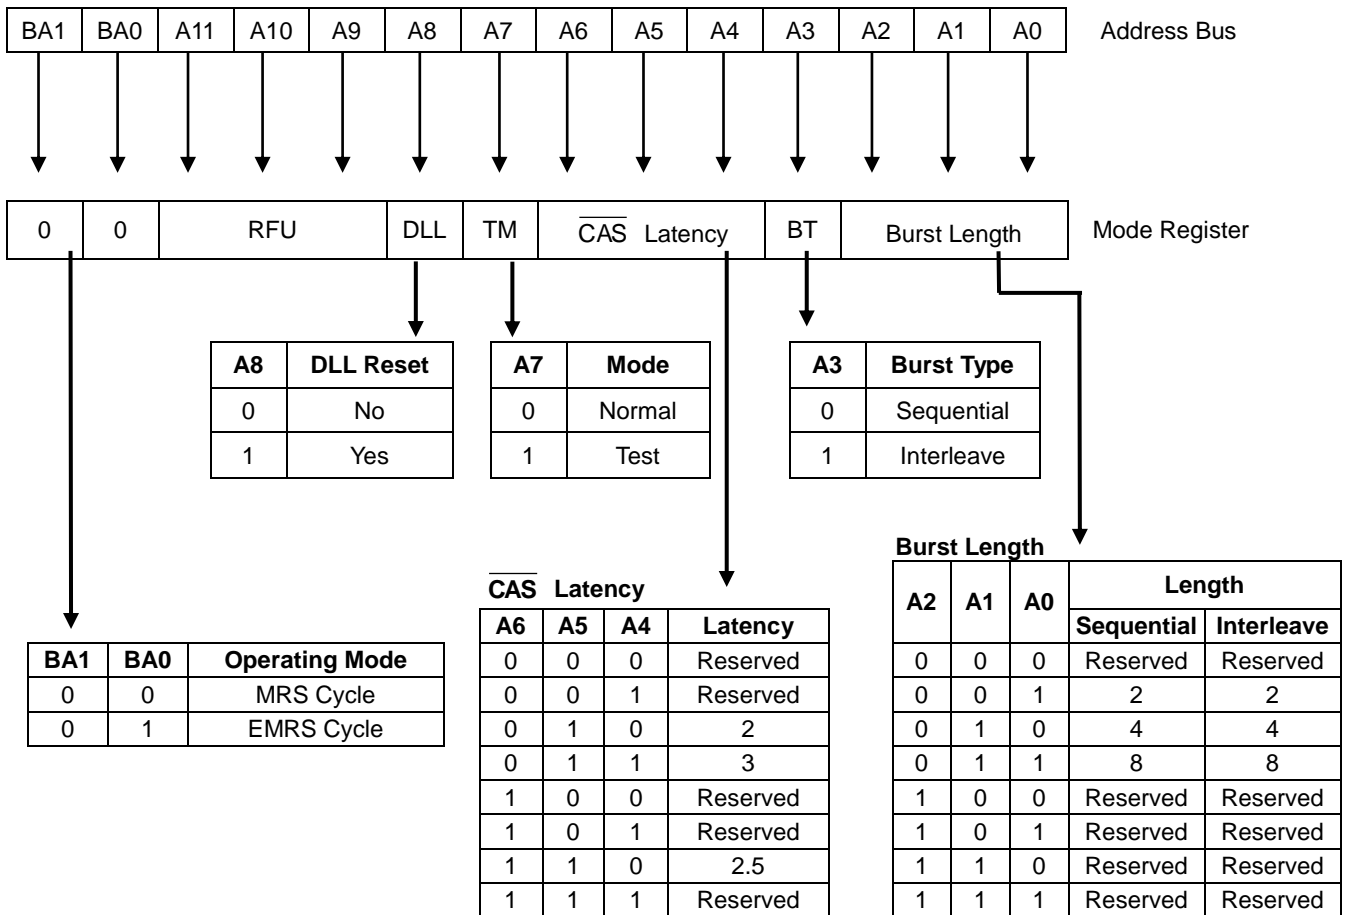 BA1 BA0 A11 A10 A9 A8 A7 A6 A5 A4 A3 A2 A1 A0 Address Bus
0 0 RFU DLL TM CAS Latency BT Burst Length Mode Register
A8 DLL Reset
0 No
1 Yes
A7 Mode
0 Normal
1 Test
A3 Burst Type
0 Sequential
1 Interleave
BA1 BA0 Operating Mode
0 0 MRS Cycle
0 1 EMRS Cycle
CAS Latency
A6 A5 A4 Latency
0 0 0 Reserved
0 0 1 Reserved
0 1 0 2
0 1 1 3
1 0 0 Reserved
1 0 1 Reserved
1 1 0 2.5
1 1 1 Reserved
Burst Length
A2 A1 A0 Length
Sequential Interleave
0 0 0 Reserved Reserved
0 0 1 2 2
0 1 0 4 4
0 1 1 8 8
1 0 0 Reserved Reserved
1 0 1 Reserved Reserved
1 1 0 Reserved Reserved
1 1 1 Reserved Reserved